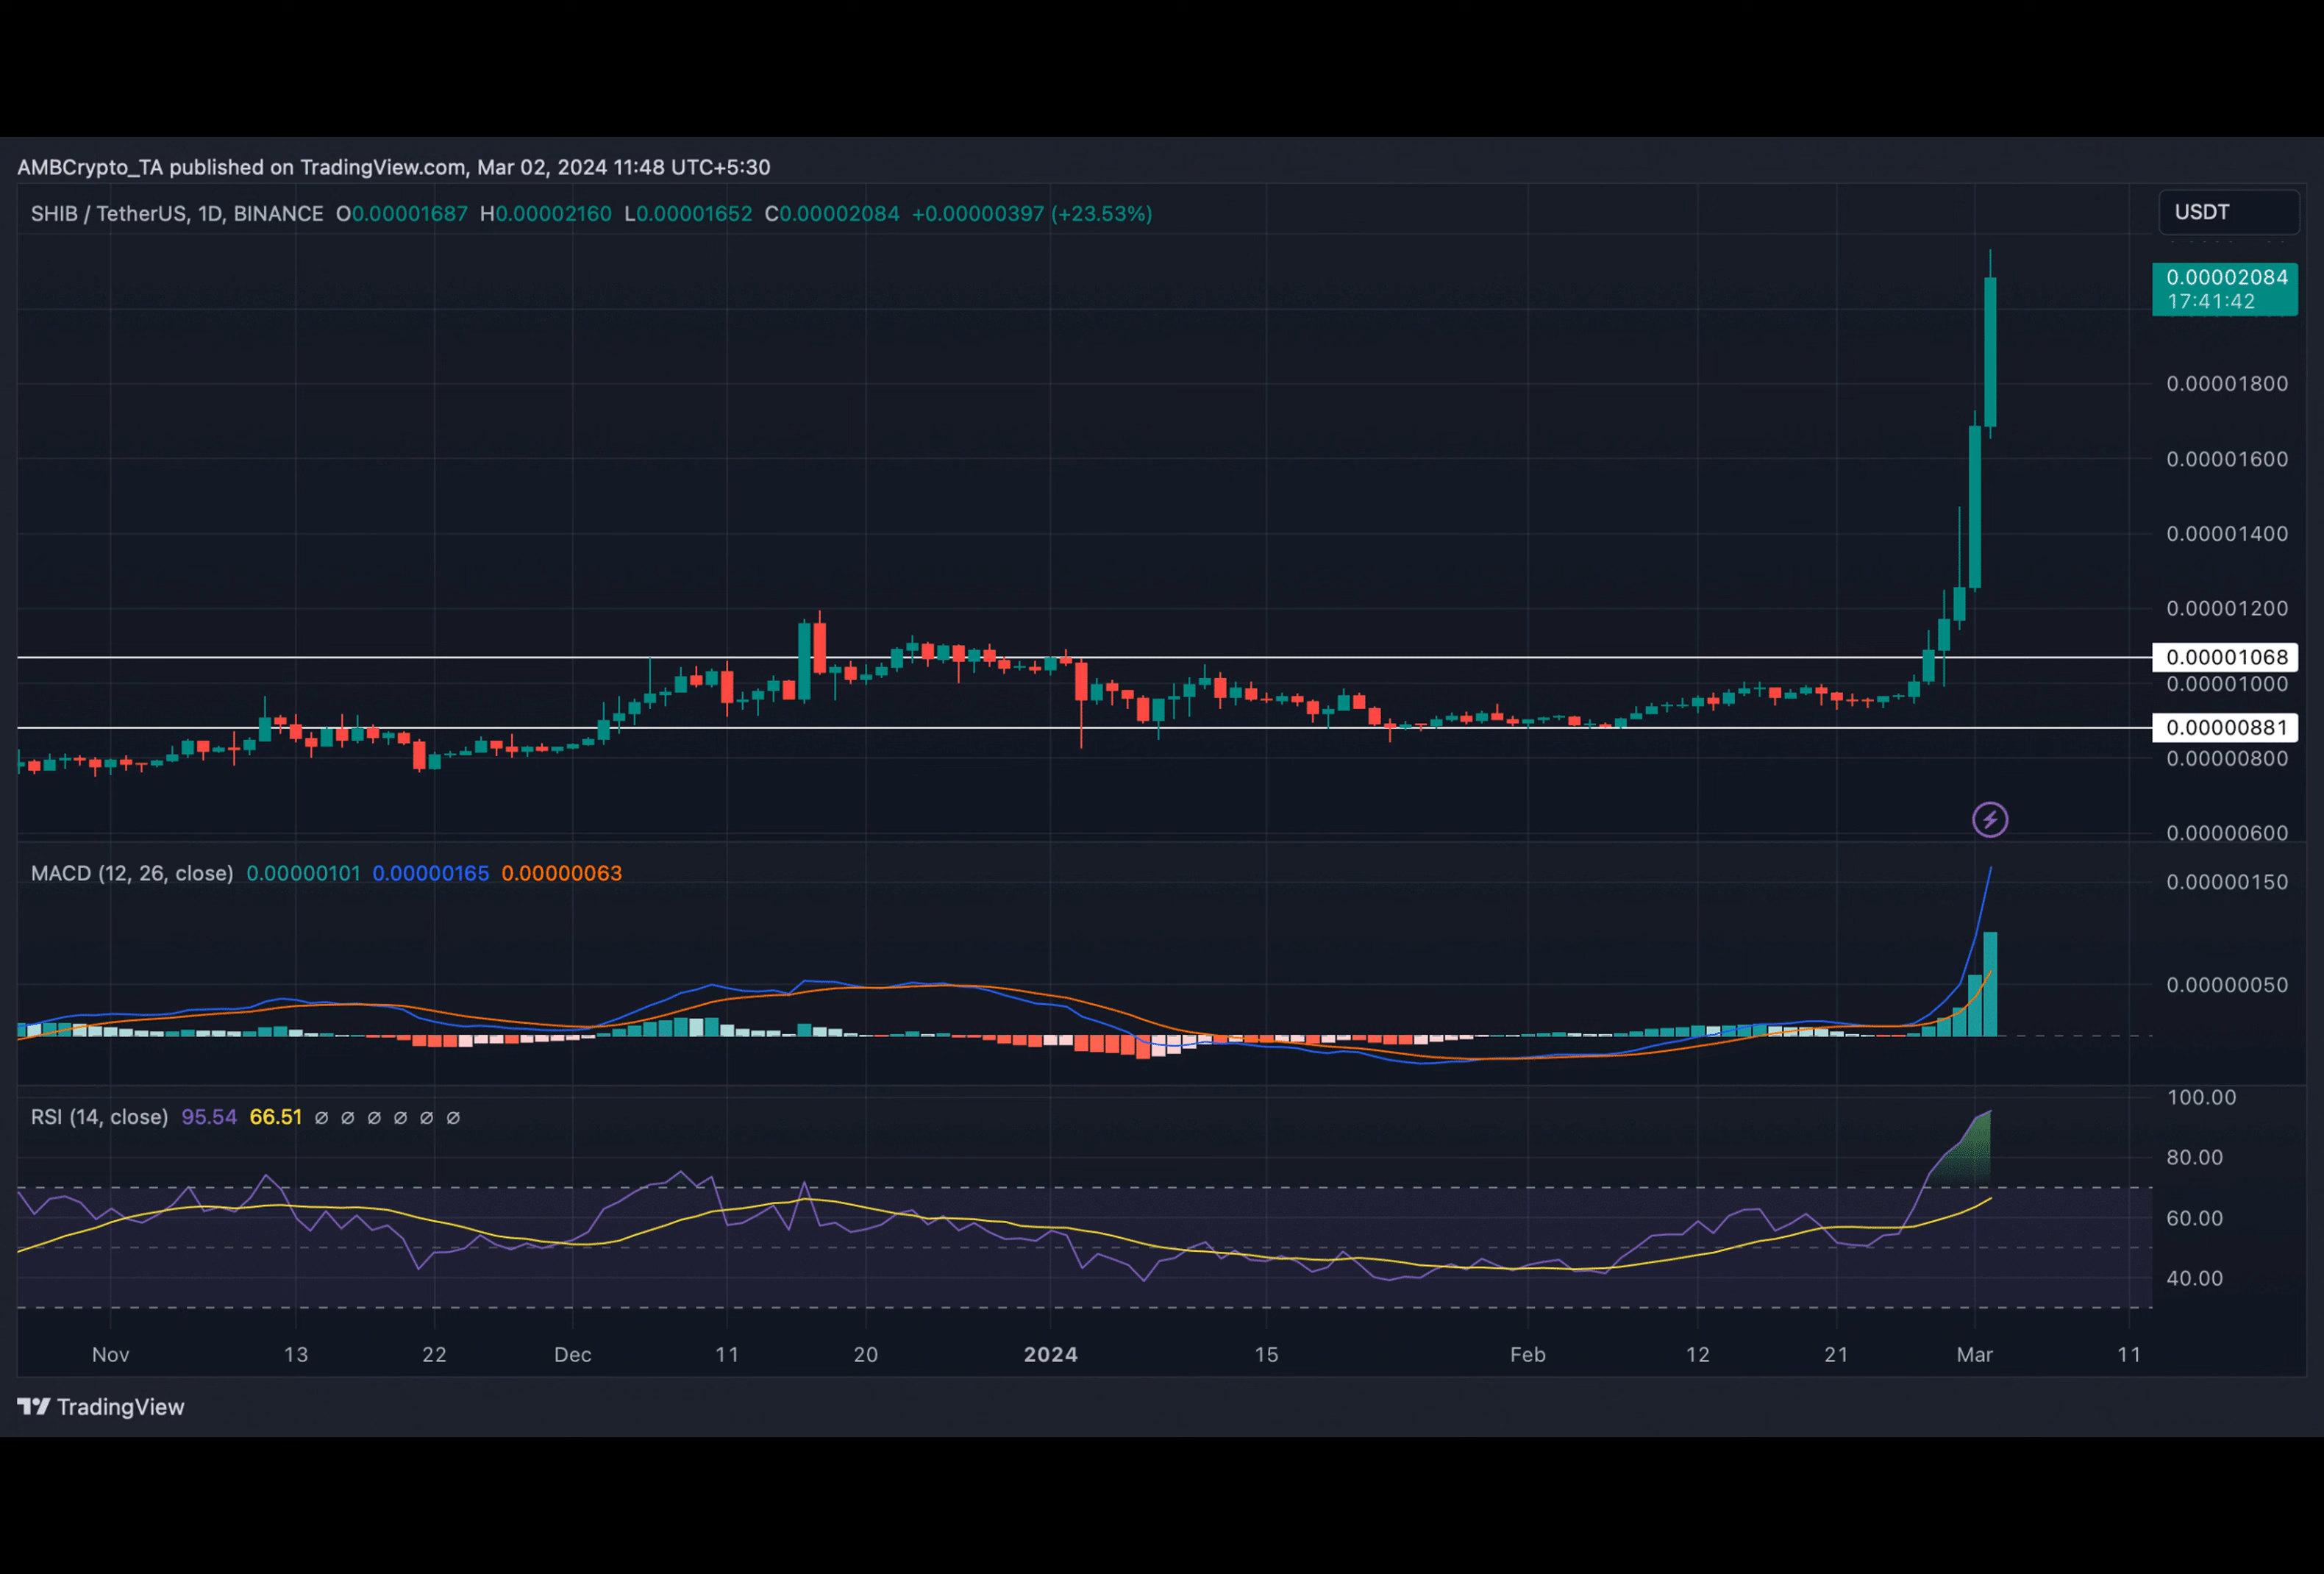 AMBCrypto_TA published on TradingView.com, Mar 02, 2024 11:48 UTC+5:30
SHIB / TetherUS, 1D, BINANCE O0.00001687 H0.00002160 L0.00001652 C0.00002084 +0.00000397 (+23.53%)
USDT
0.00002084
17:41:42
0.00001800
0.00001600
0.00001400
0.00001200
0.00001068
0.00001000
0.00000881
0.00000800
0.00000600
MACD (12, 26, close) 0.00000101 0.00000165 0.00000063
0.00000150
0.00000050
RSI (14, close) 95.54 66.51 ∅ ∅ ∅ ∅ ∅ ∅
100.00
80.00
60.00
40.00
Nov 13 22 Dec 11 20 2024 15 Feb 12 21 Mar 11
TradingView